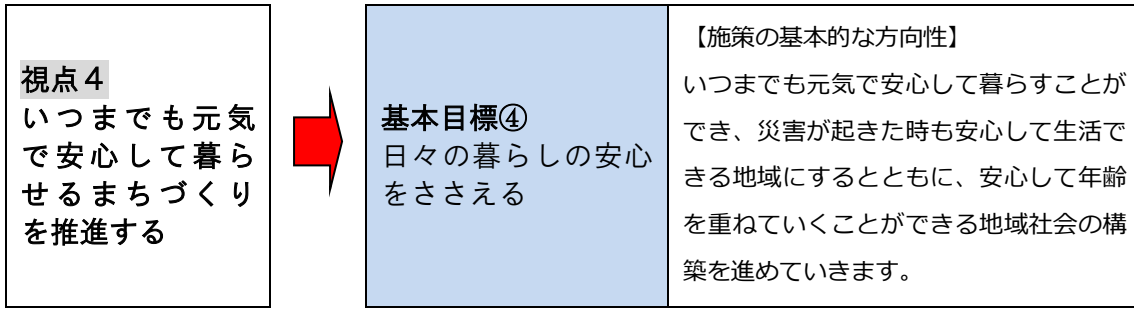 視点４
いつまでも元気
で安心して暮ら
せるまちづくり
を推進する
基本目標④
日々の暮らしの安心
をささえる
【施策の基本的な方向性】
いつまでも元気で安心して暮らすことが
でき、災害が起きた時も安心して生活で
きる地域にするとともに、安心して年齢
を重ねていくことができる地域社会の構
築を進めていきます。